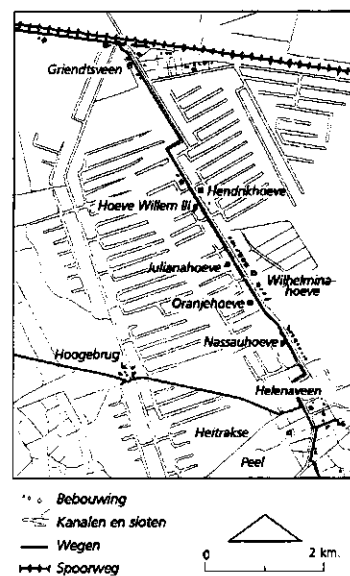 Griendtsveen
Hendrikhoeve
Hoeve Willem III
Julianahoeve
Wilhelmina-
hoeve
Oranjehoeve
Nassauhoeve
Hoogebrug
Helenaveen
Heitrakse
Peel
Bebouwing
Kanalen en sloten
Wegen
Spoorweg
0 2 km.